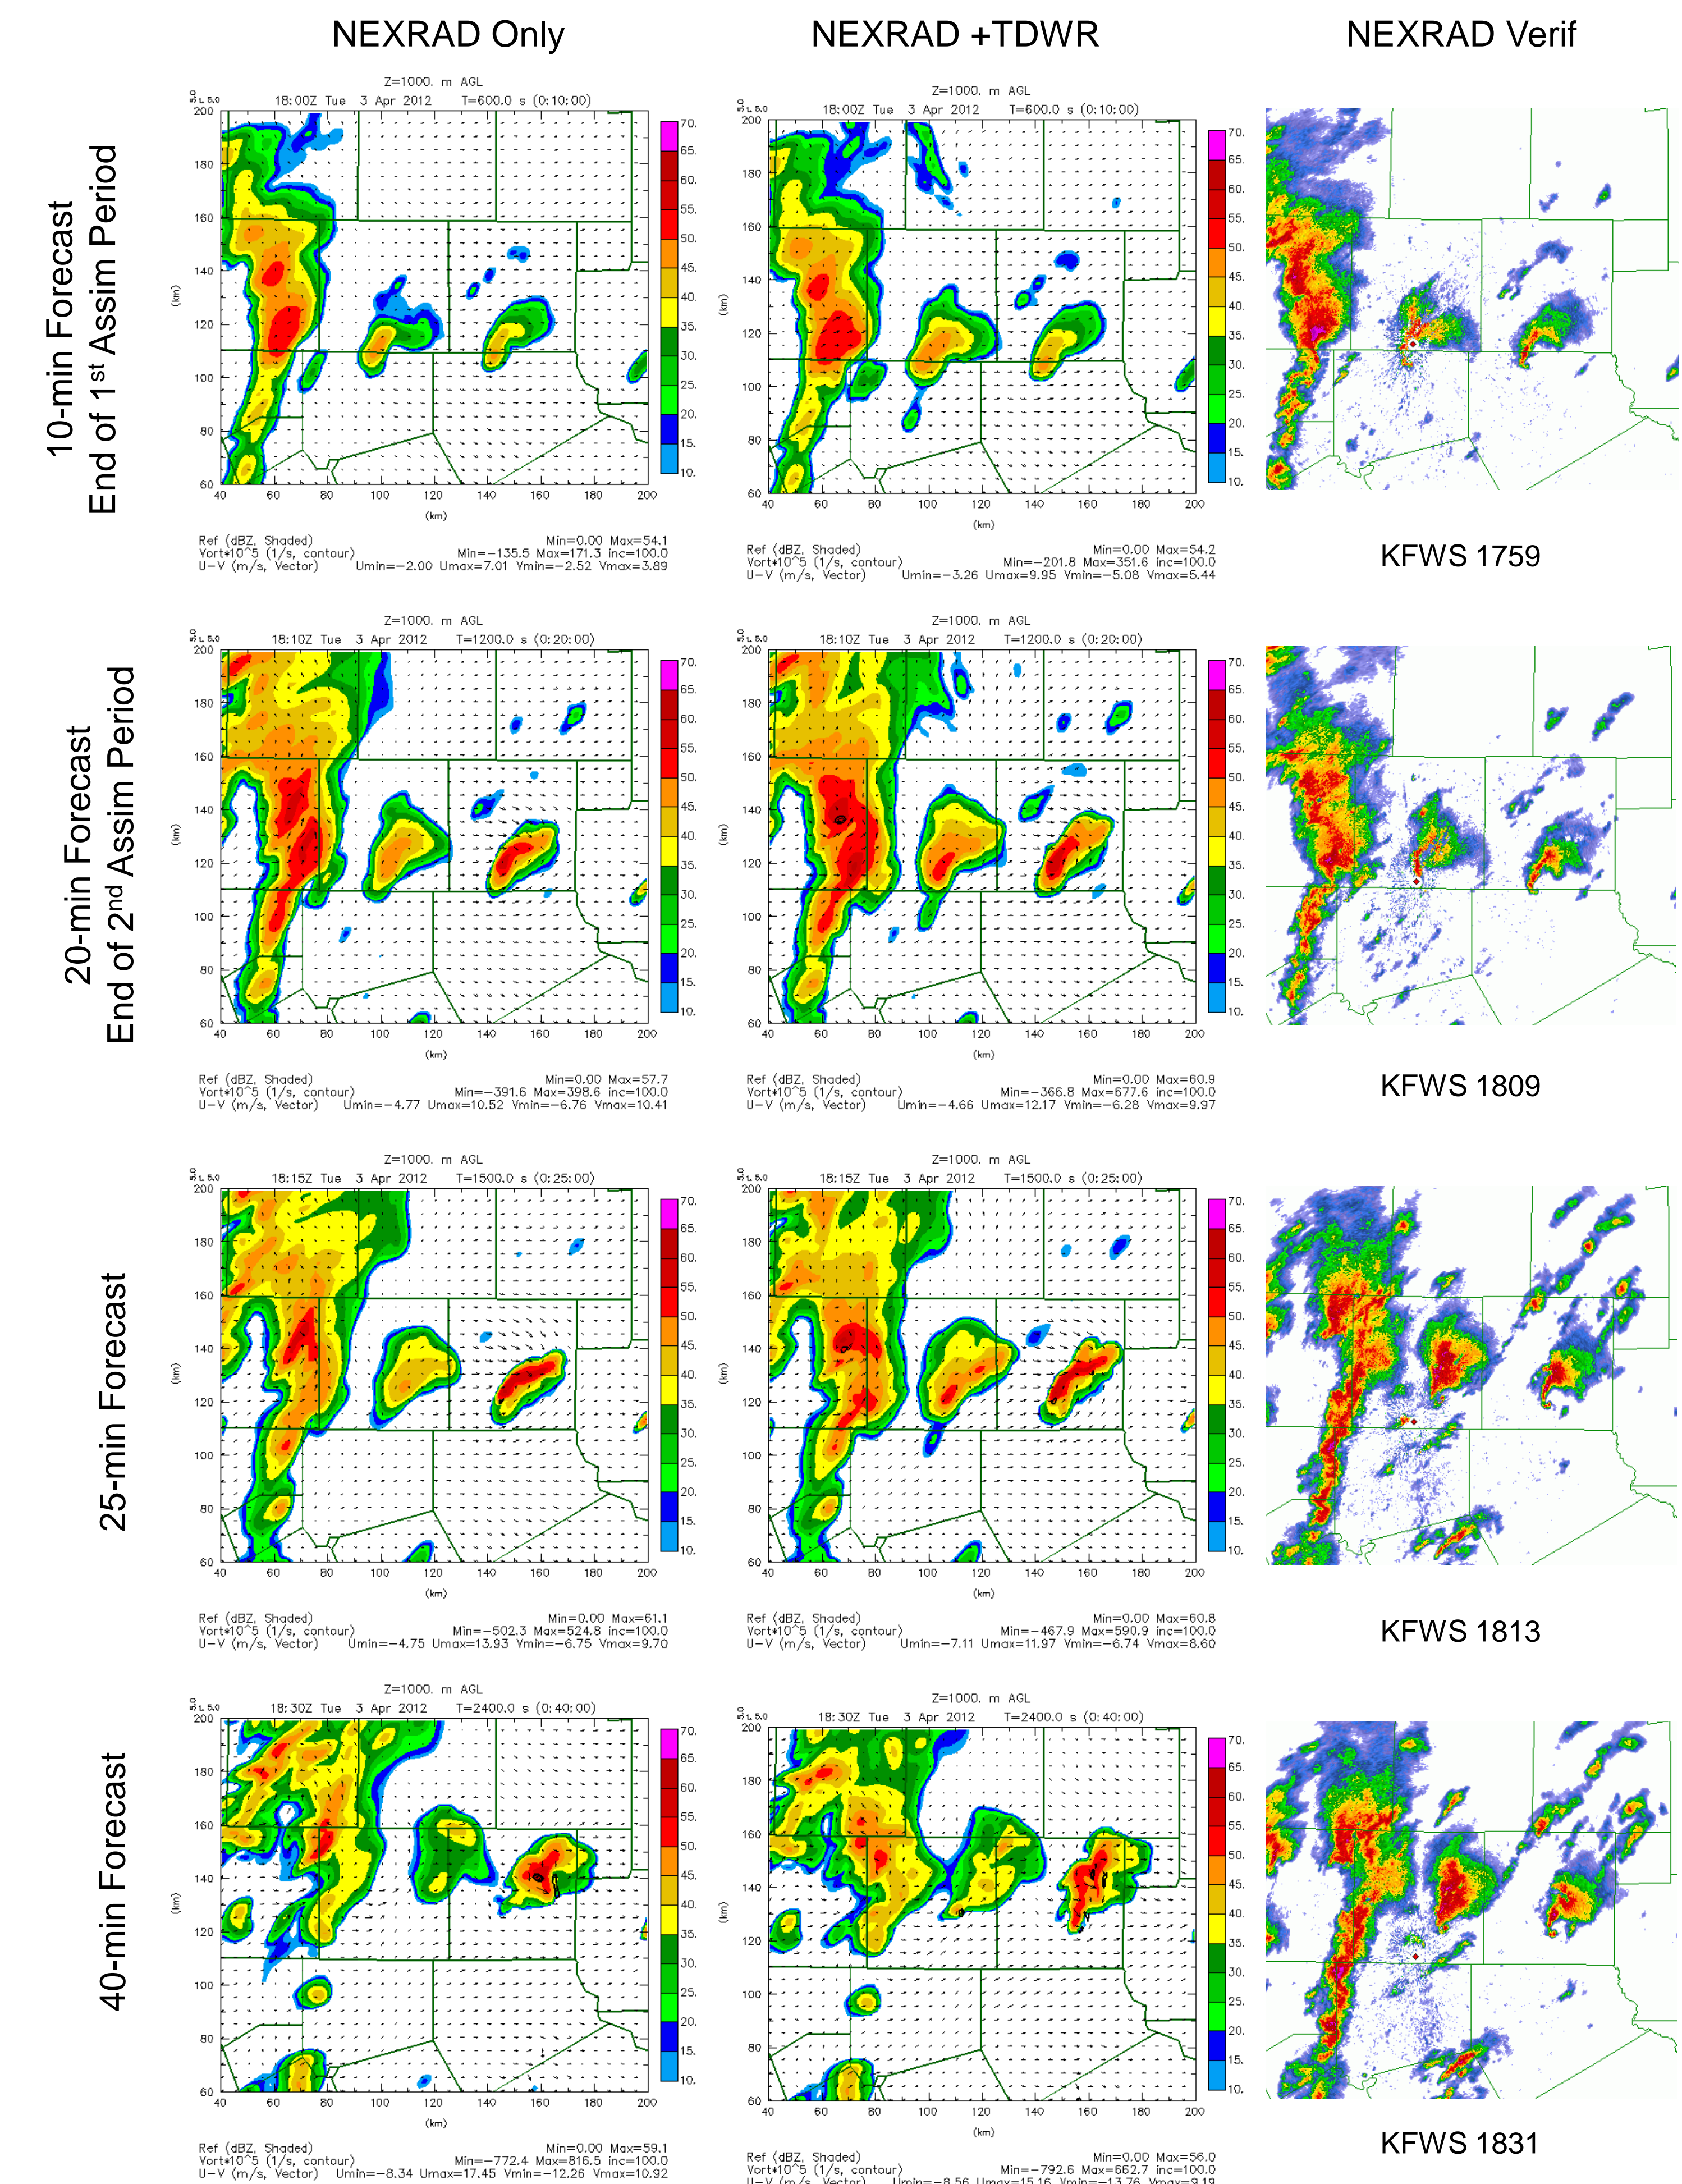 NEXRAD Only
NEXRAD +TDWR
NEXRAD Verif
10-min Forecast
End of 1st Assim Period
Z=1000. m AGL
18:00Z Tue 3 Apr 2012 T=600.0 s (0:10:00)
(km)
(km)
Ref (dBZ, Shaded) Min=0.00 Max=54.1
Vort*10^5 (1/s, contour) Min=-135.5 Max=171.3 inc=100.0
U-V (m/s, Vector) Umin=-2.00 Umax=7.01 Vmin=-2.52 Vmax=3.89
Z=1000. m AGL
18:00Z Tue 3 Apr 2012 T=600.0 s (0:10:00)
(km)
(km)
Ref (dBZ, Shaded) Min=0.00 Max=54.2
Vort*10^5 (1/s, contour) Min=-201.8 Max=351.6 inc=100.0
U-V (m/s, Vector) Umin=-3.26 Umax=9.95 Vmin=-5.08 Vmax=5.44
KFWS 1759
20-min Forecast
End of 2nd Assim Period
Z=1000. m AGL
18:10Z Tue 3 Apr 2012 T=1200.0 s (0:20:00)
(km)
(km)
Ref (dBZ, Shaded) Min=0.00 Max=57.7
Vort*10^5 (1/s, contour) Min=-391.6 Max=398.6 inc=100.0
U-V (m/s, Vector) Umin=-4.77 Umax=10.52 Vmin=-6.76 Vmax=10.41
Z=1000. m AGL
18:10Z Tue 3 Apr 2012 T=1200.0 s (0:20:00)
(km)
(km)
Ref (dBZ, Shaded) Min=0.00 Max=60.9
Vort*10^5 (1/s, contour) Min=-366.8 Max=677.6 inc=100.0
U-V (m/s, Vector) Umin=-4.66 Umax=12.17 Vmin=-6.28 Vmax=9.97
KFWS 1809
25-min Forecast
Z=1000. m AGL
18:15Z Tue 3 Apr 2012 T=1500.0 s (0:25:00)
(km)
(km)
Ref (dBZ, Shaded) Min=0.00 Max=61.1
Vort*10^5 (1/s, contour) Min=-502.3 Max=524.8 inc=100.0
U-V (m/s, Vector) Umin=-4.75 Umax=13.93 Vmin=-6.75 Vmax=9.70
Z=1000. m AGL
18:15Z Tue 3 Apr 2012 T=1500.0 s (0:25:00)
(km)
(km)
Ref (dBZ, Shaded) Min=0.00 Max=60.8
Vort*10^5 (1/s, contour) Min=-467.9 Max=590.9 inc=100.0
U-V (m/s, Vector) Umin=-7.11 Umax=11.97 Vmin=-6.74 Vmax=8.60
KFWS 1813
40-min Forecast
Z=1000. m AGL
18:30Z Tue 3 Apr 2012 T=2400.0 s (0:40:00)
(km)
(km)
Ref (dBZ, Shaded) Min=0.00 Max=59.1
Vort*10^5 (1/s, contour) Min=-772.4 Max=816.5 inc=100.0
U-V (m/s, Vector) Umin=-8.34 Umax=17.45 Vmin=-12.26 Vmax=10.92
Z=1000. m AGL
18:30Z Tue 3 Apr 2012 T=2400.0 s (0:40:00)
(km)
(km)
Ref (dBZ, Shaded) Min=0.00 Max=56.0
Vort*10^5 (1/s, contour) Min=-792.6 Max=662.7 inc=100.0
KFWS 1831